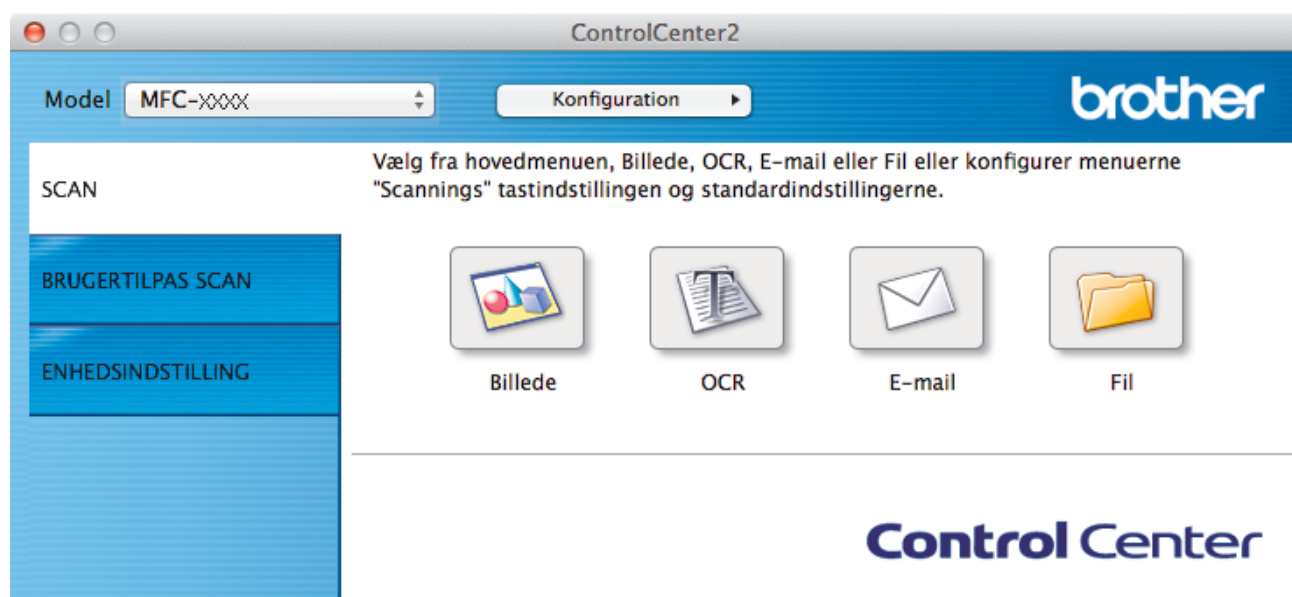 ControlCenter2
Model MFC-XXXX Konfiguration
brother
SCAN
BRUGERTILPAS SCAN
ENHEDSINDSTILLING
Vælg fra hovedmenuen, Billede, OCR, E-mail eller Fil eller konfigurer menuerne
"Scannings" tastindstillingen og standardindstillingerne.
Billede OCR E-mail Fil
Control Center